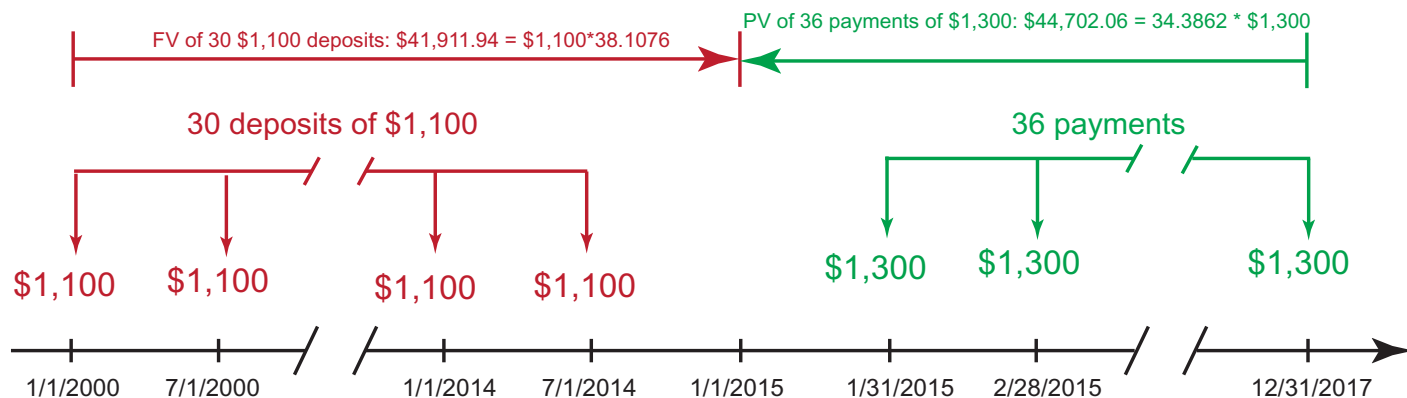 FV of 30 $1,100 deposits: $41,911.94 = $1,100*38.1076
PV of 36 payments of $1,300: $44,702.06 = 34.3862 * $1,300
30 deposits of $1,100
36 payments
$1,100 $1,100 $1,100 $1,100 $1,300 $1,300 $1,300
1/1/2000 7/1/2000 1/1/2014 7/1/2014 1/1/2015 1/31/2015 2/28/2015 12/31/2017